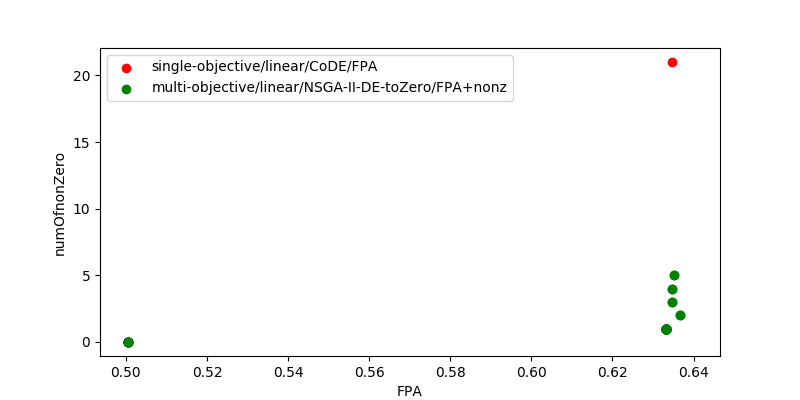 single-objective/linear/CoDE/FPA
multi-objective/linear/NSGA-II-DE-toZero/FPA+nonz
numOfnonZero
20
15
10
5
0
0.50 0.52 0.54 0.56 0.58 0.60 0.62 0.64
FPA